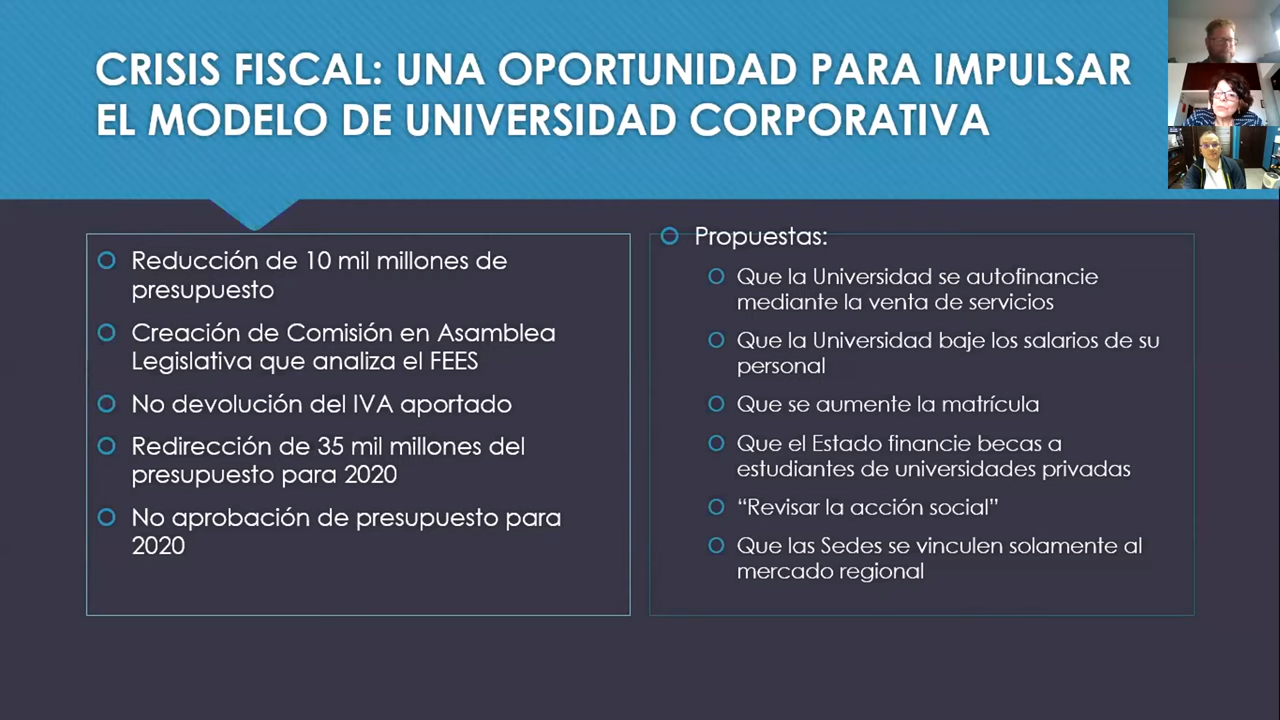 CRISIS FISCAL: UNA OPORTUNIDAD PARA IMPULSAR
EL MODELO DE UNIVERSIDAD CORPORATIVA
Reducción de 10 mil millones de
presupuesto
Creación de Comisión en Asamblea
Legislativa que analiza el FEES
No devolución del IVA aportado
Redirección de 35 mil millones del
presupuesto para 2020
No aprobación de presupuesto para
2020
Propuestas:
Que la Universidad se autofinancie
mediante la venta de servicios
Que la Universidad baje los salarios de su
personal
Que se aumente la matrícula
Que el Estado financie becas a
estudiantes de universidades privadas
“Revisar la acción social”
Que las Sedes se vinculen solamente al
mercado regional